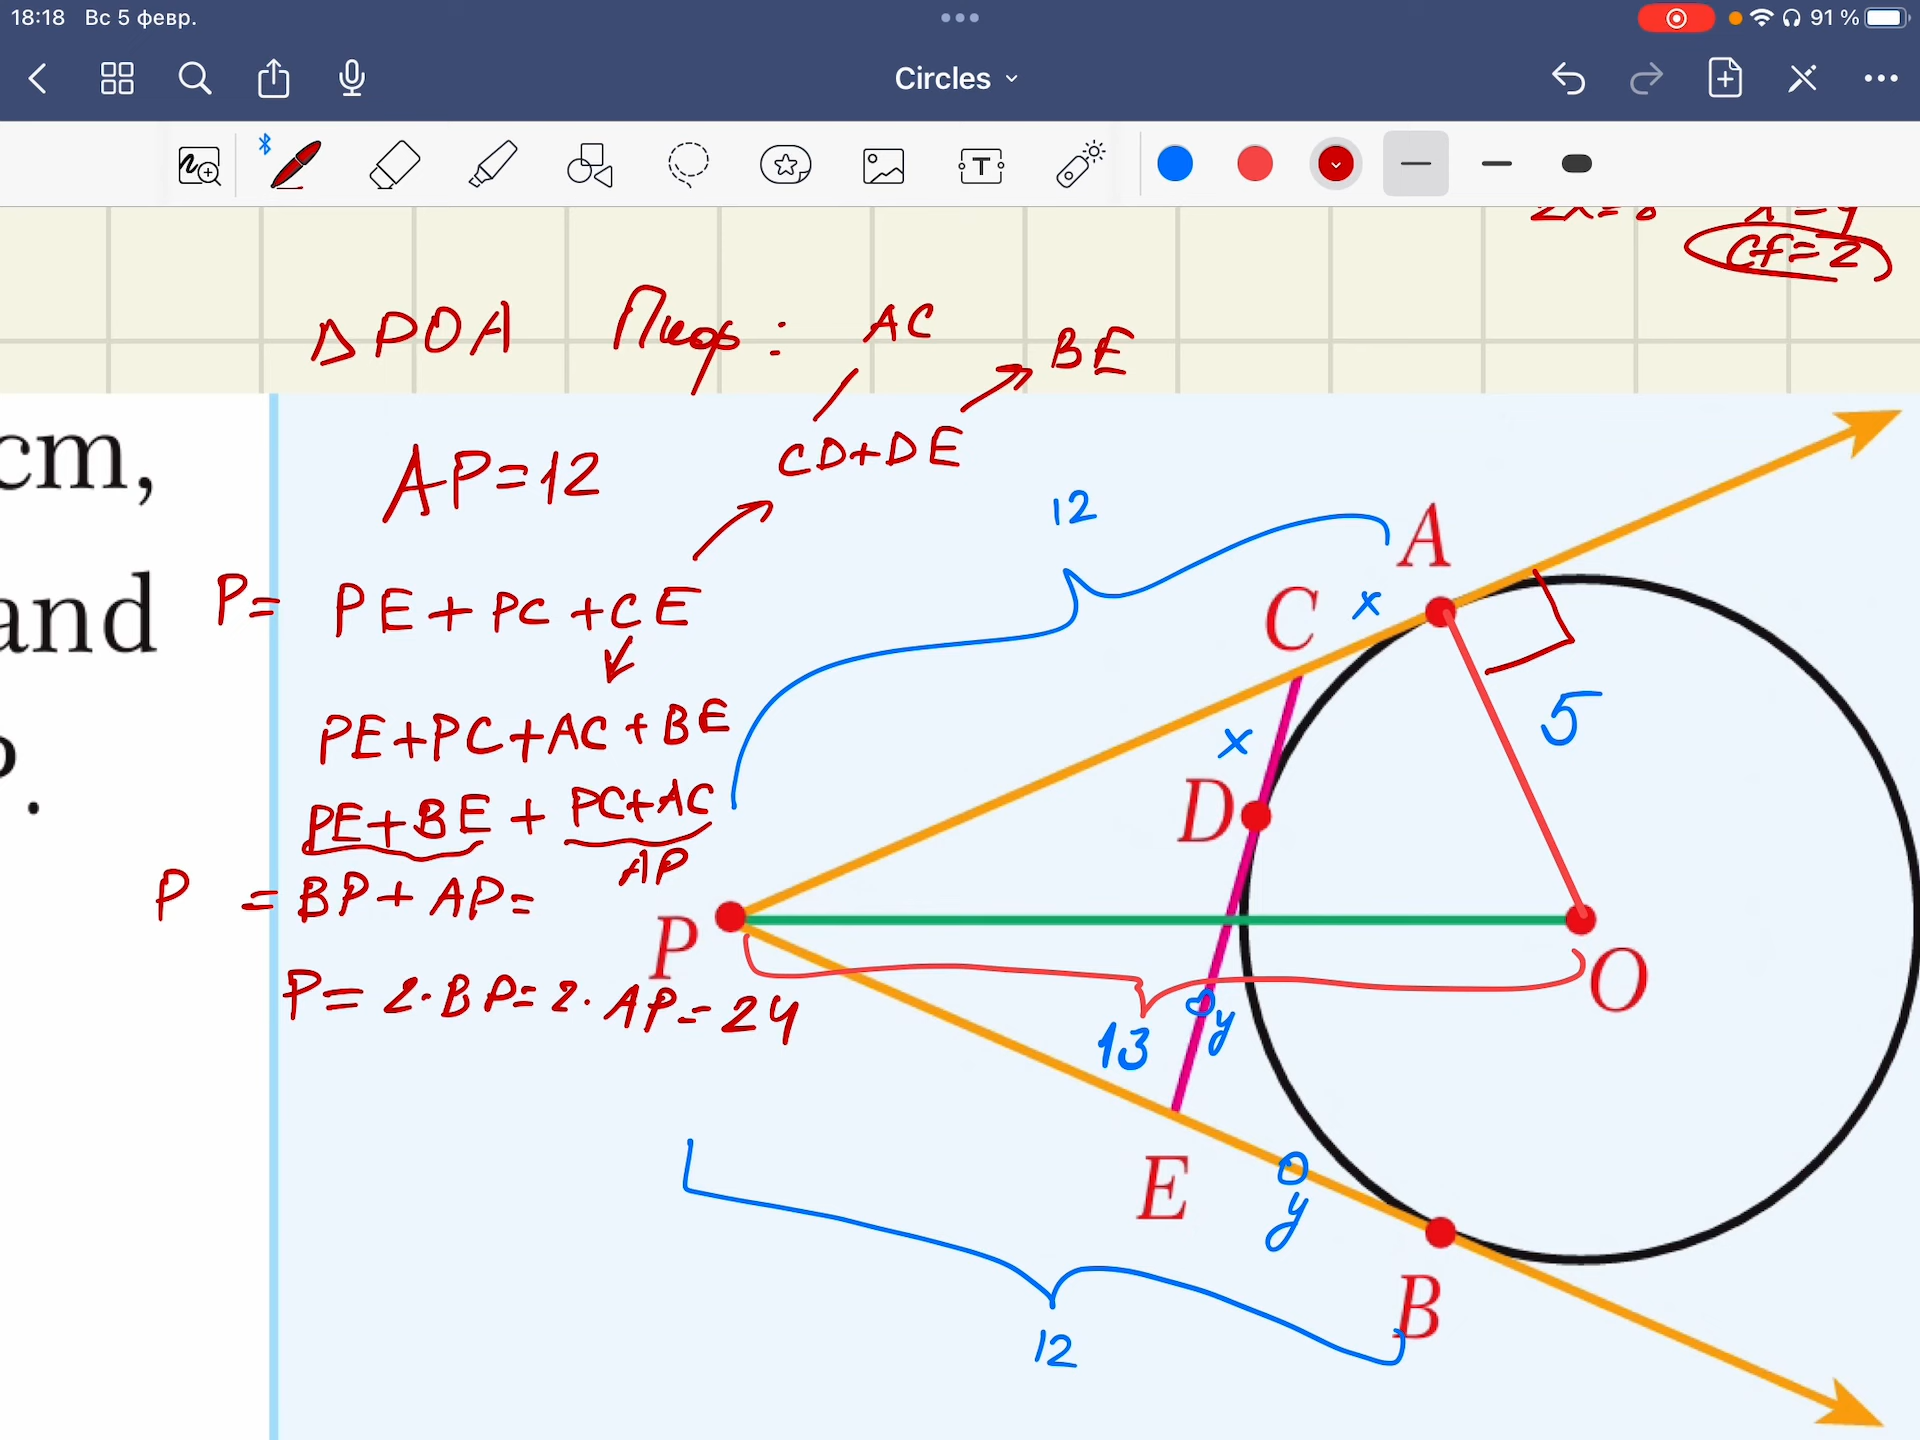 18:18 Вс 5 февр.
91 %
Circles
T
CF=2
Δ POA Пиф: AC
BE
CD+DE
AP=12
P= PE+PC+CE
PE+PC+AC+BE
PE+BE + PC+AC
AP
P = BP+ AP=
P= 2·BP=2· AP=24
cm,
and
.
12
A
C
x
x
5
D
P
O
13
y
E
y
B
12